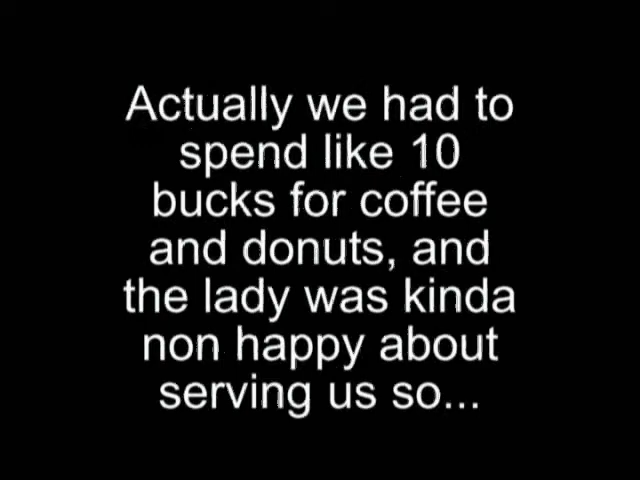 Actually we had to
spend like 10
bucks for coffee
and donuts, and
the lady was kinda
non happy about
serving us so...